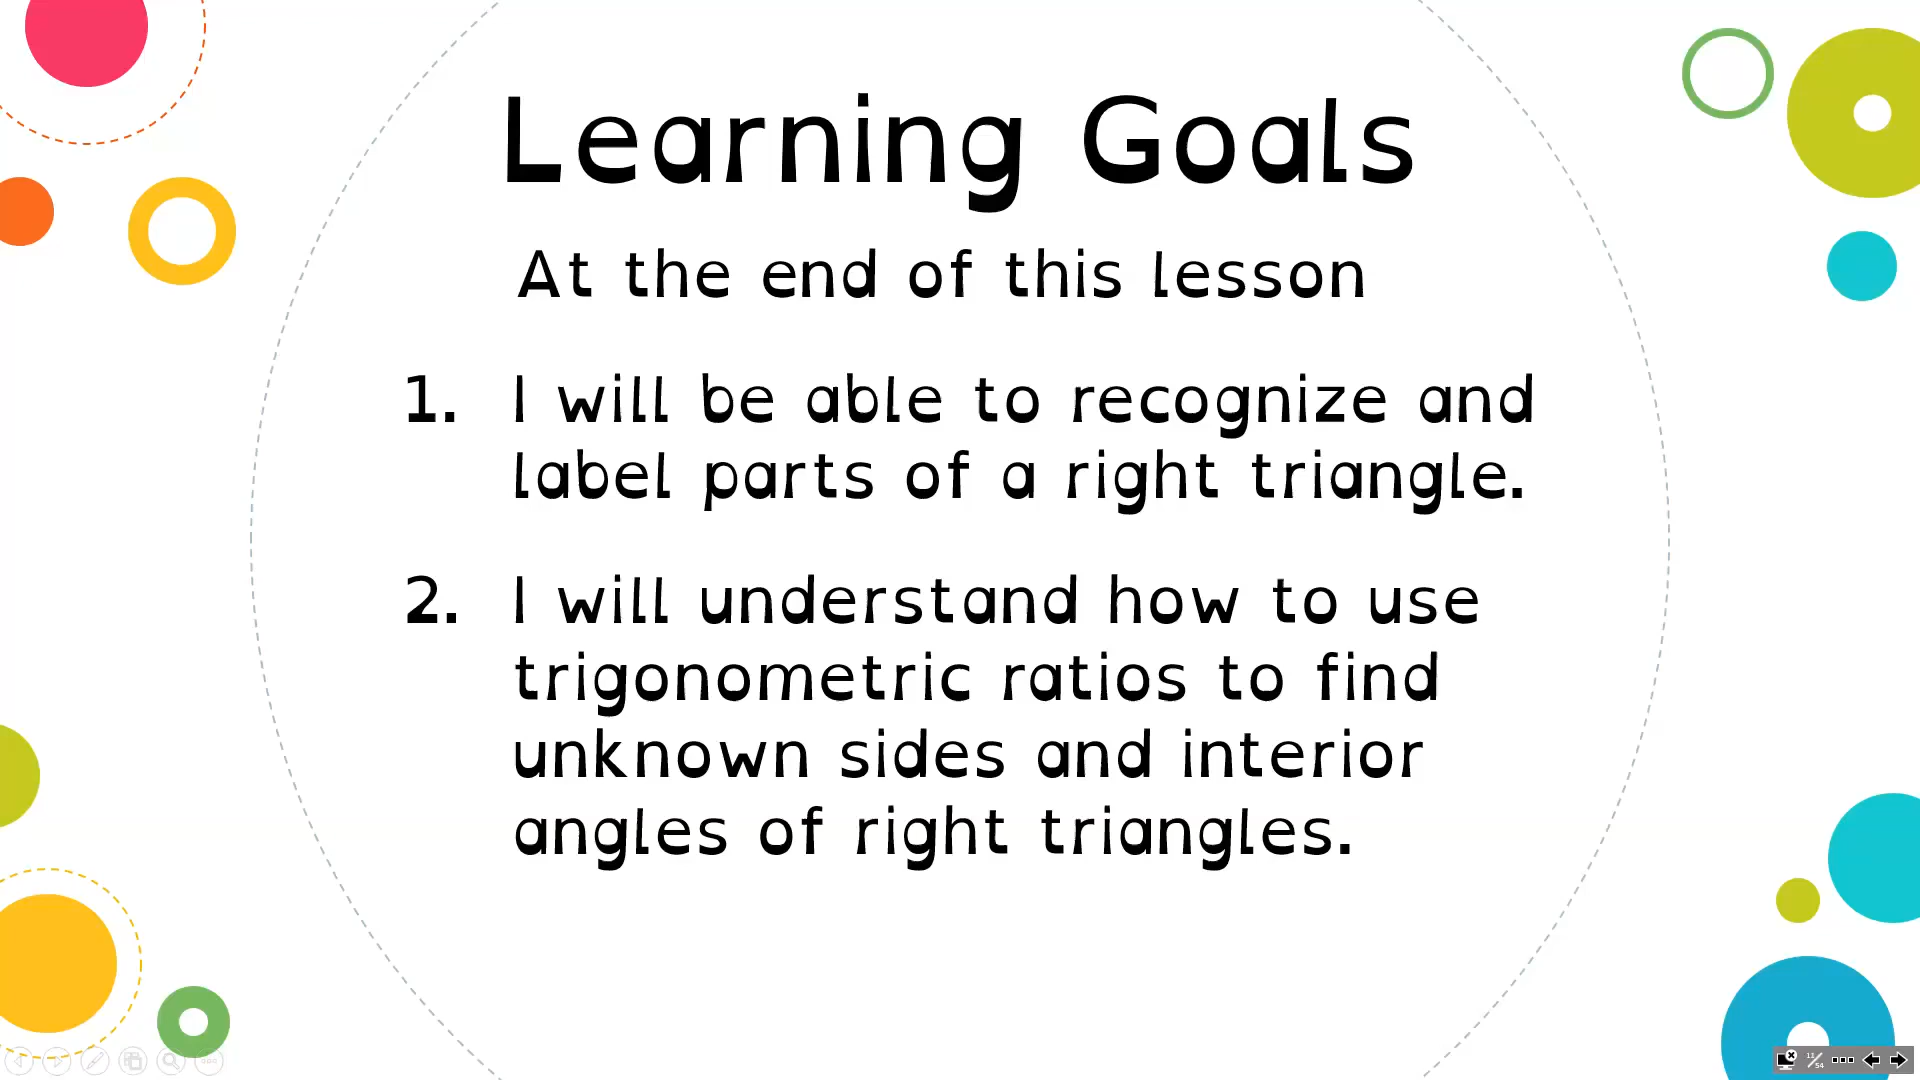 Learning Goals
At the end of this lesson
1. I will be able to recognize and
label parts of a right triangle.
2. I will understand how to use
trigonometric ratios to find
unknown sides and interior
angles of right triangles.
11/54